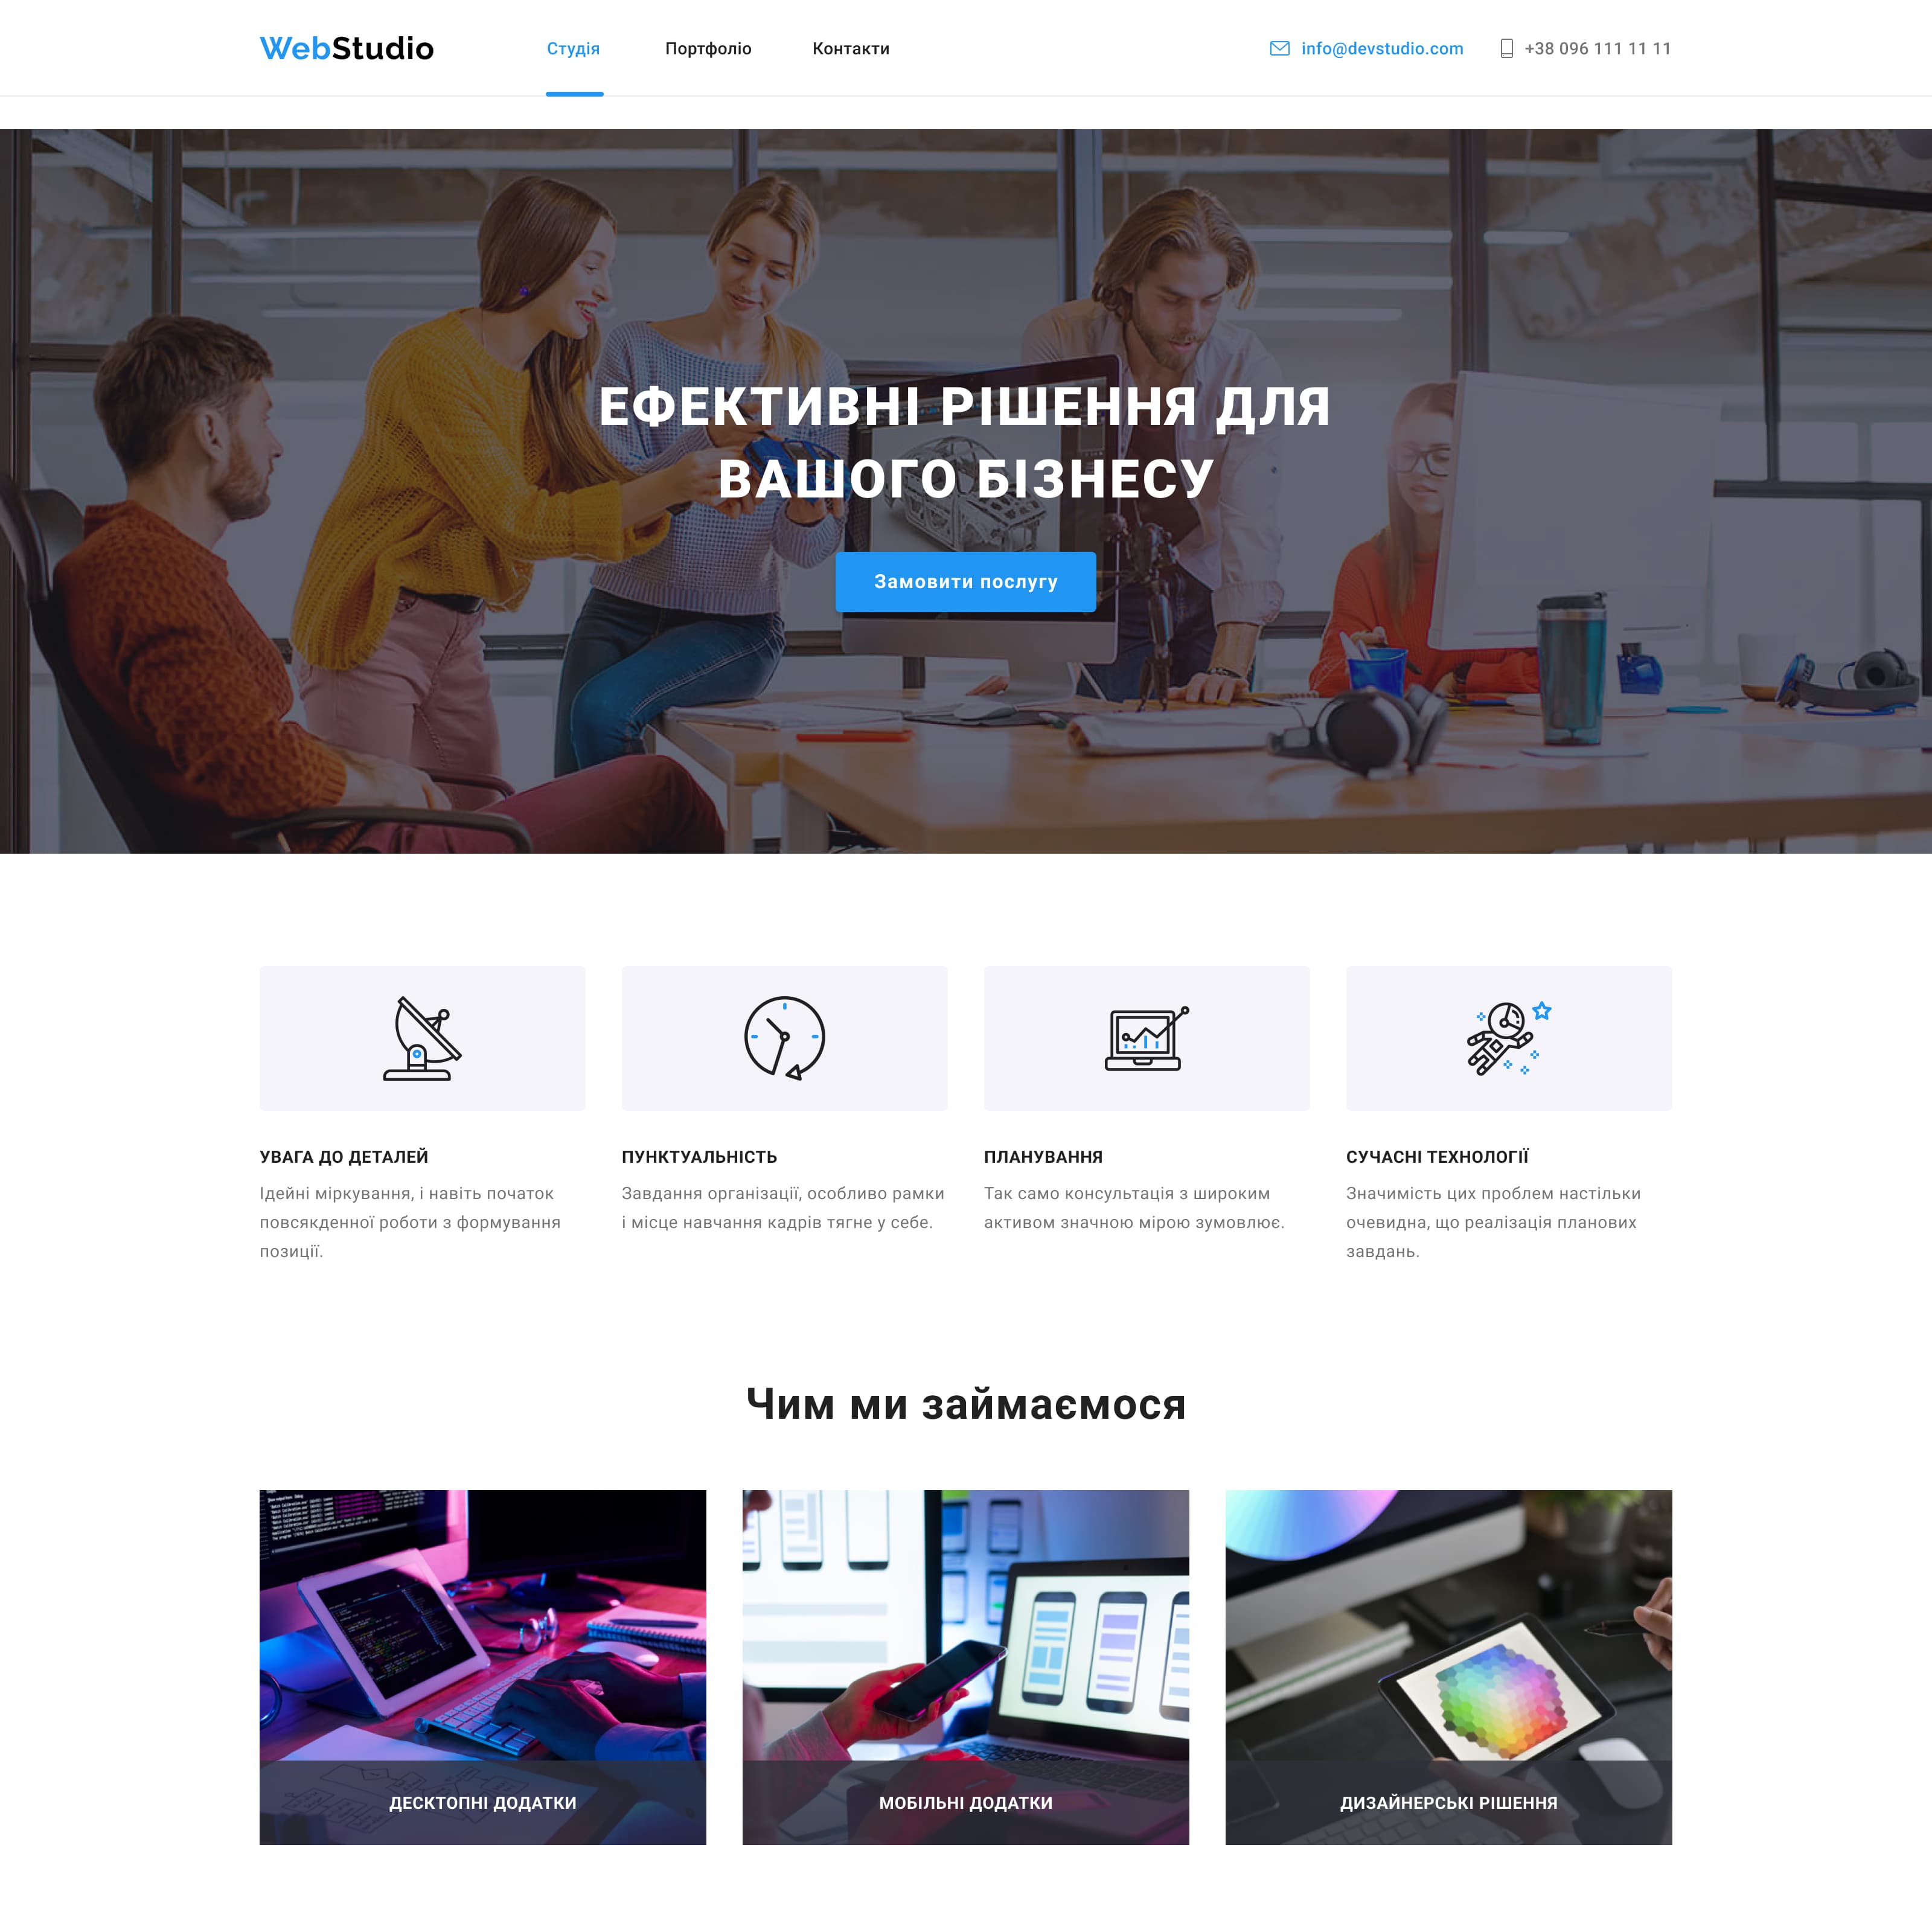 WebStudio
Студія
Портфоліо
Контакти
info@devstudio.com
+38 096 111 11 11
ЕФЕКТИВНІ РІШЕННЯ ДЛЯ
ВАШОГО БІЗНЕСУ
Замовити послугу
УВАГА ДО ДЕТАЛЕЙ
Ідейні міркування, і навіть початок
повсякденної роботи з формування
позиції.
ПУНКТУАЛЬНІСТЬ
Завдання організації, особливо рамки
і місце навчання кадрів тягне у себе.
ПЛАНУВАННЯ
Так само консультація з широким
активом значною мірою зумовлює.
СУЧАСНІ ТЕХНОЛОГІЇ
Значимість цих проблем настільки
очевидна, що реалізація планових
завдань.
Чим ми займаємося
ДЕСКТОПНІ ДОДАТКИ
МОБІЛЬНІ ДОДАТКИ
ДИЗАЙНЕРСЬКІ РІШЕННЯ